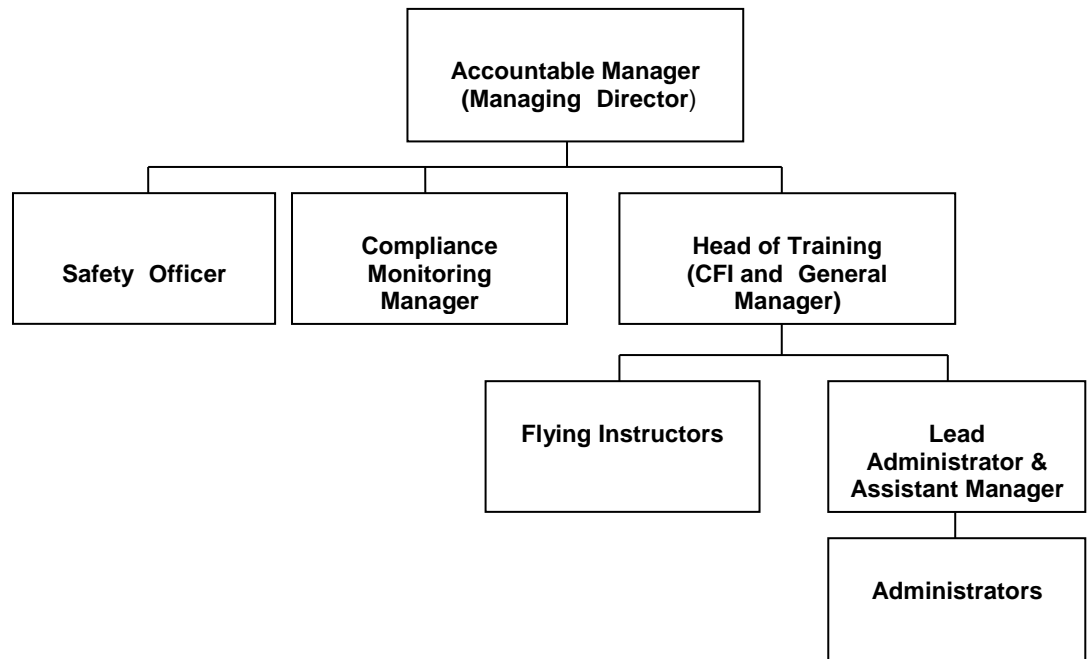 Accountable Manager
(Managing Director)
Safety Officer
Compliance
Monitoring
Manager
Head of Training
(CFI and General
Manager)
Flying Instructors
Lead
Administrator &
Assistant Manager
Administrators